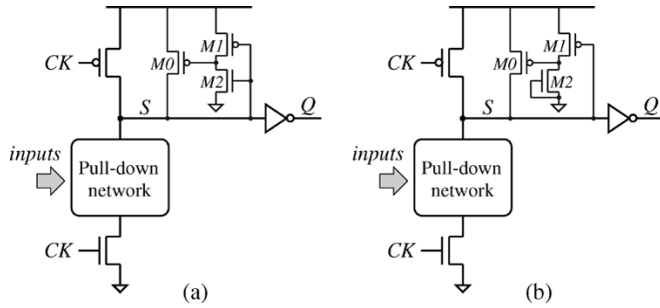 M1
CK
M0
M2
S
Q
inputs
Pull-down
network
CK
(a)
M1
CK
M0
M2
S
Q
inputs
Pull-down
network
CK
(b)